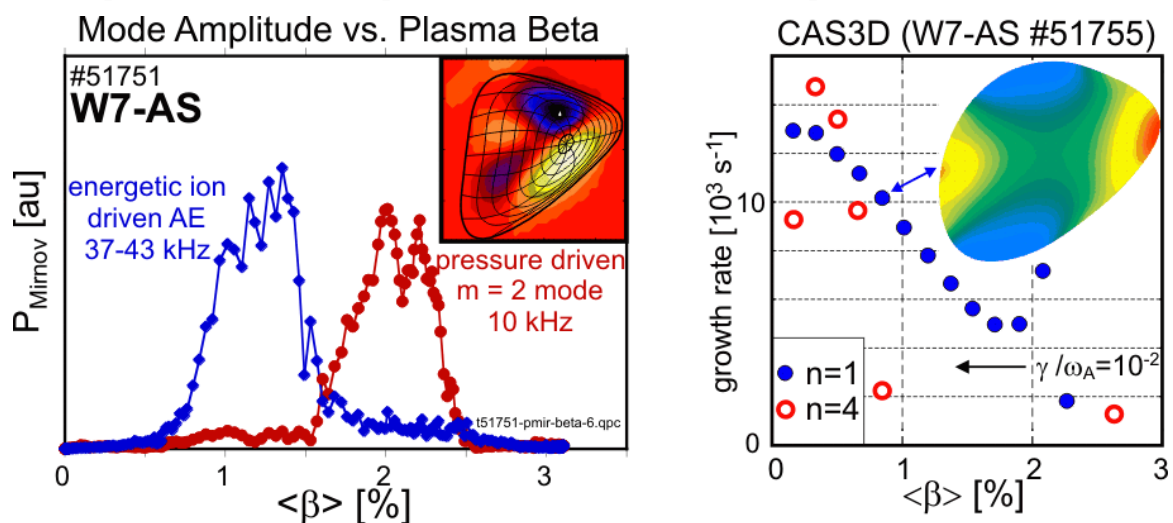 Mode Amplitude vs. Plasma Beta
#51751
W7-AS
energetic ion
driven AE
37-43 kHz
pressure driven
m = 2 mode
10 kHz
t51751-pmir-beta-6.qpc
P_Mirnov [au]
0 1 2 3
<β> [%]
CAS3D (W7-AS #51755)
growth rate [10³ s⁻¹]
10
0
n=1
n=4
γ/ω_A=10⁻²
0 1 2 3
<β> [%]